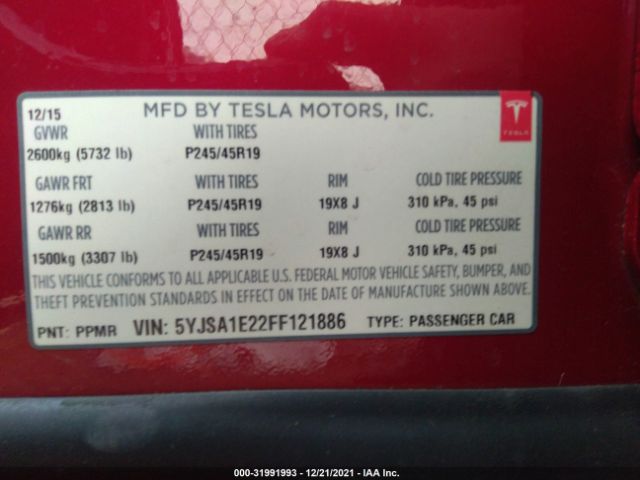 12/15 MFD BY TESLA MOTORS, INC.
GVWR WITH TIRES
2600kg (5732 lb) P245/45R19
TESLA
GAWR FRT WITH TIRES RIM COLD TIRE PRESSURE
1276kg (2813 lb) P245/45R19 19X8 J 310 kPa, 45 psi
GAWR RR WITH TIRES RIM COLD TIRE PRESSURE
1500kg (3307 lb) P245/45R19 19X8 J 310 kPa, 45 psi
THIS VEHICLE CONFORMS TO ALL APPLICABLE U.S. FEDERAL MOTOR VEHICLE SAFETY, BUMPER, AND
THEFT PREVENTION STANDARDS IN EFFECT ON THE DATE OF MANUFACTURE SHOWN ABOVE.
PNT: PPMR VIN: 5YJSA1E22FF121886 TYPE: PASSENGER CAR
000-31991993 - 12/21/2021 - IAA Inc.